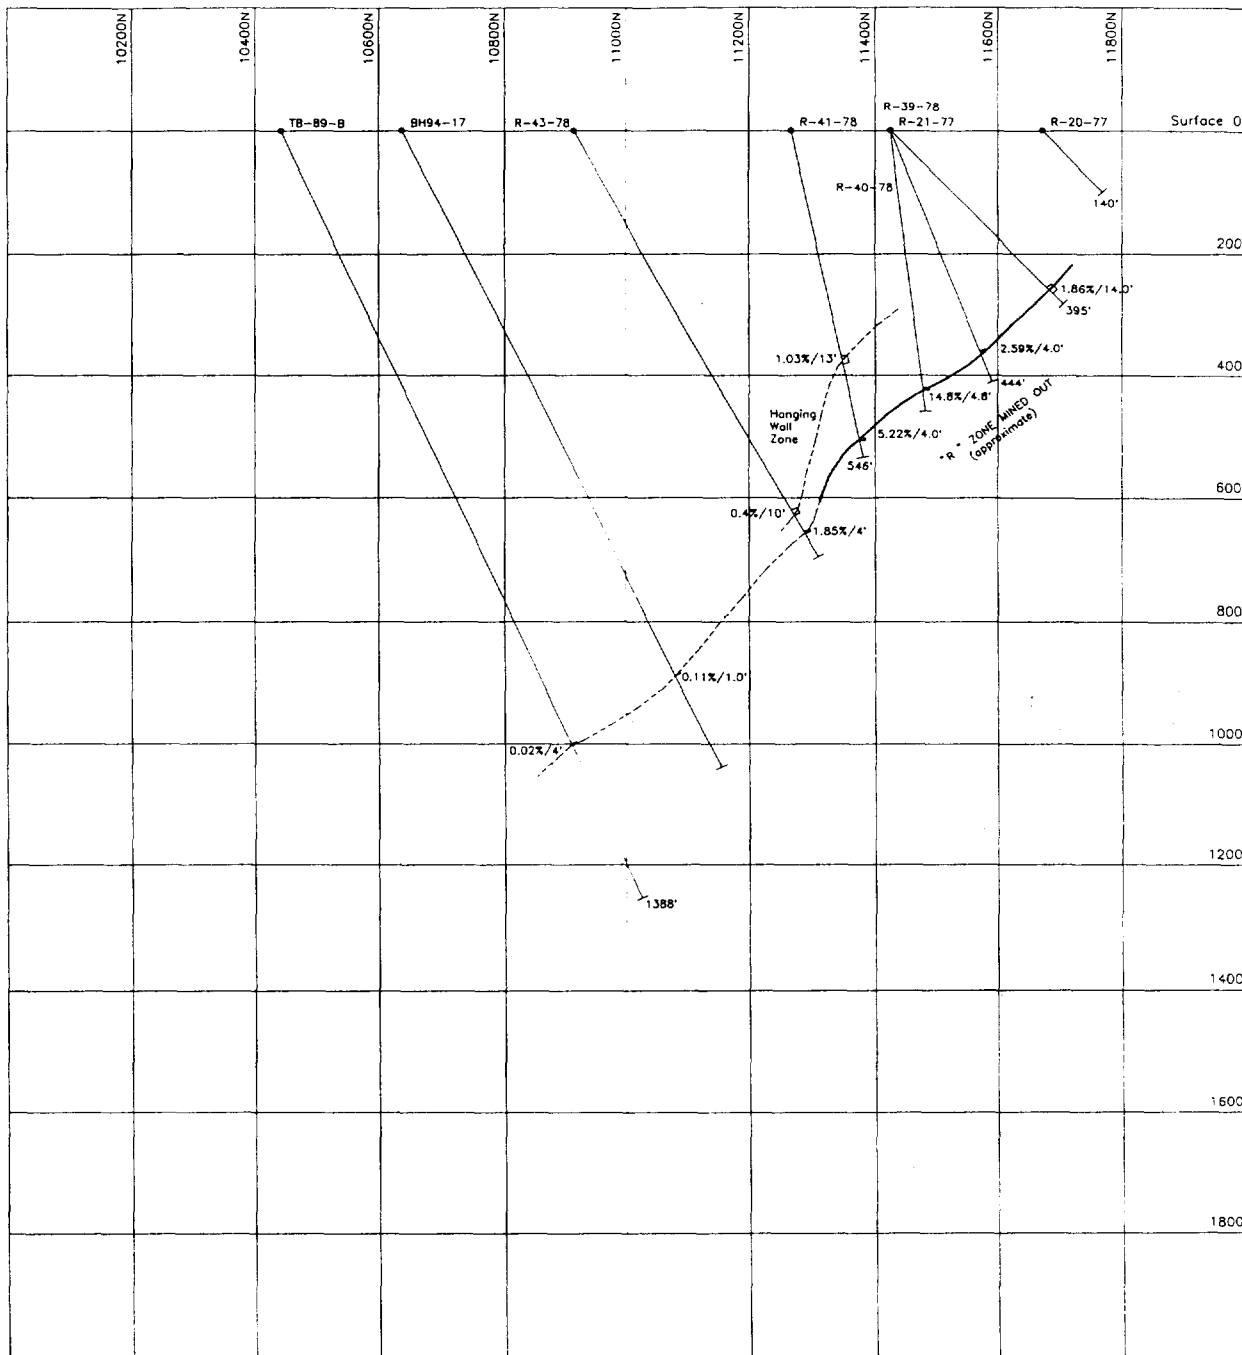 10200N
10400N
10600N
10800N
11000N
11200N
11400N
11600N
11800N
R-39-78
TB-89-B
BH94-17
R-43-78
R-41-78
R-21-77
R-20-77
Surface 0
R-40-78
140'
200
1.86%/14.0'
395'
1.03%/13'
2.59%/4.0'
400
444'
14.8%/4.8'
Hanging
Wall
Zone
5.22%/4.0'
"R" ZONE MINED OUT
(approximate)
546'
600
0.4%/10'
1.85%/4'
800
0.11%/1.0'
1000
0.02%/4'
1200
1388'
1400
1600
1800